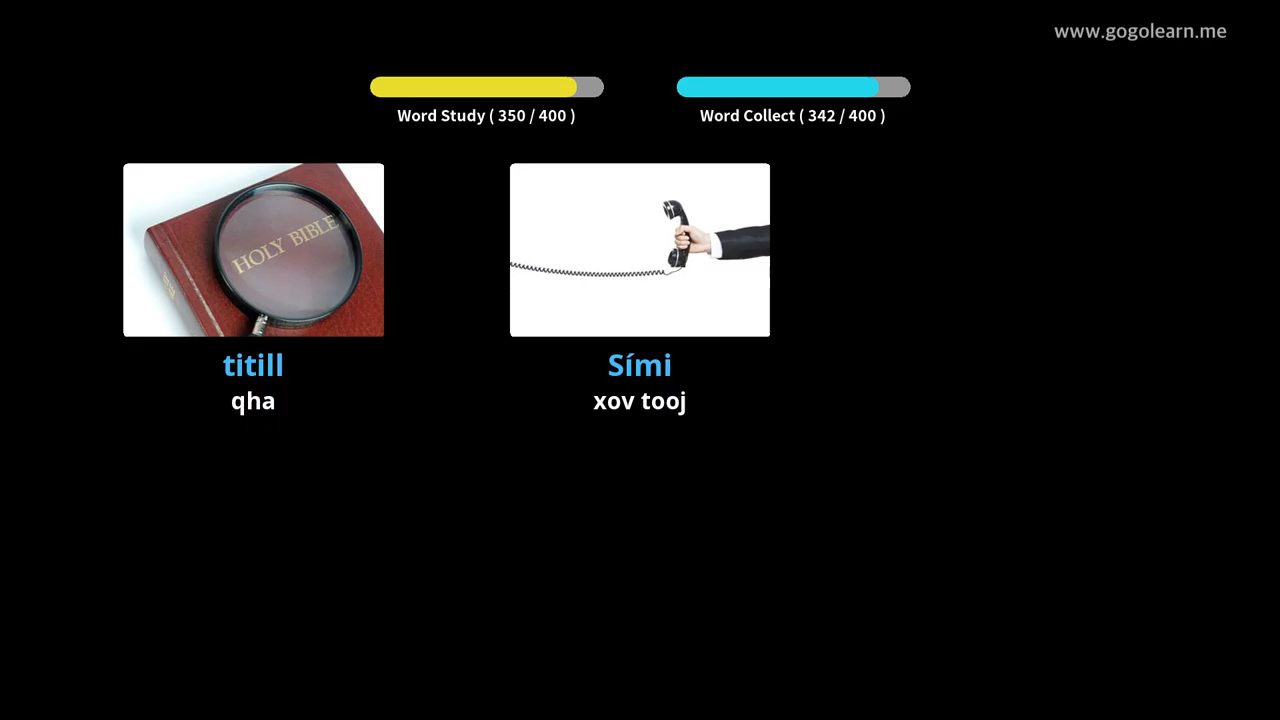 www.gogolearn.me
Word Study ( 350 / 400 )
Word Collect ( 342 / 400 )
HOLY BIBLE
titill
qha
Sími
xov tooj